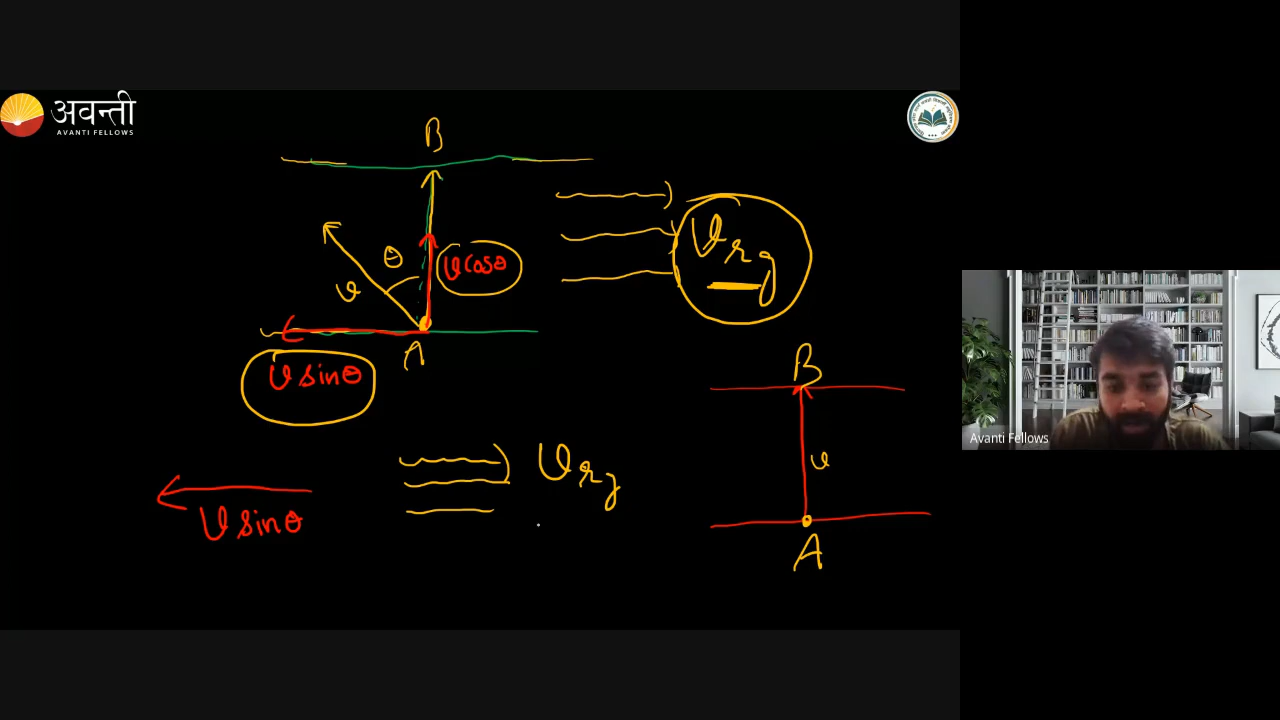 अवन्ती
AVANTI FELLOWS
B
θ
v cosθ
v
V_rg
A
v sinθ
B
V_rg
v
v sinθ
A
Avanti Fellows